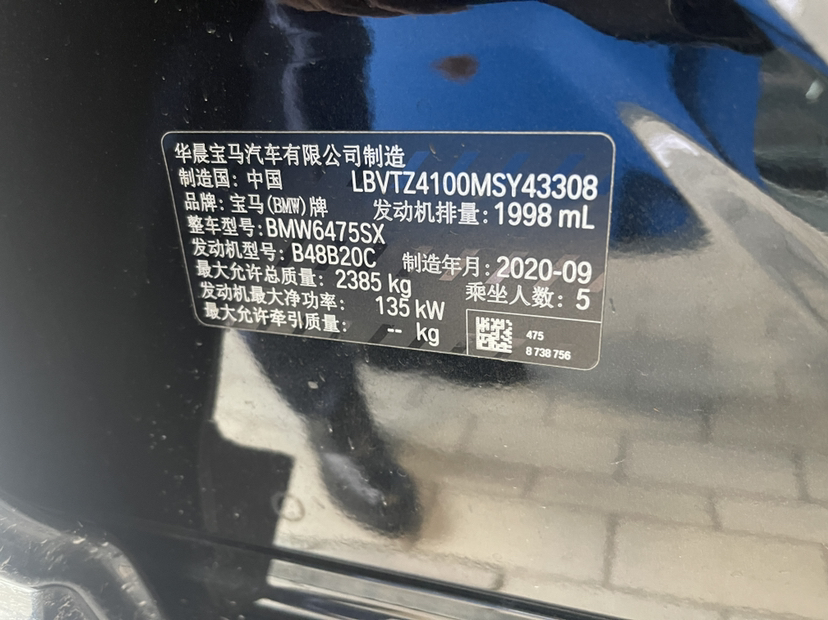 华晨宝马汽车有限公司制造
制造国: 中国 LBVTZ4100MSY43308
品牌: 宝马(BMW)牌 发动机排量: 1998 mL
整车型号: BMW6475SX
发动机型号: B48B20C 制造年月: 2020-09
最大允许总质量: 2385 kg 乘坐人数: 5
发动机最大净功率: 135 kW
最大允许牵引质量: -- kg
475
8 738 756